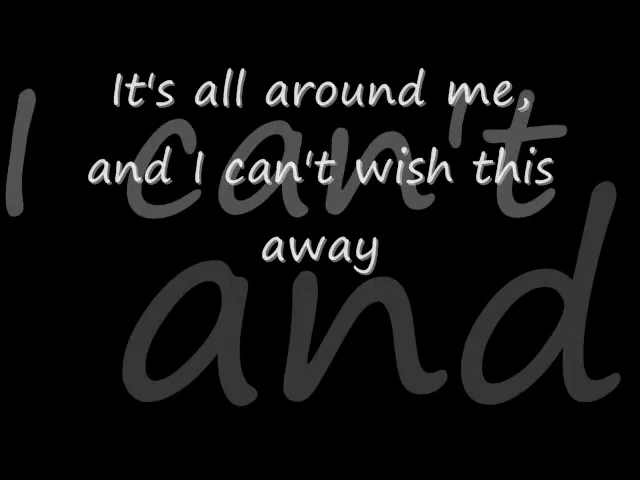 It's all around me,
I can't
and I can't wish this
away
and